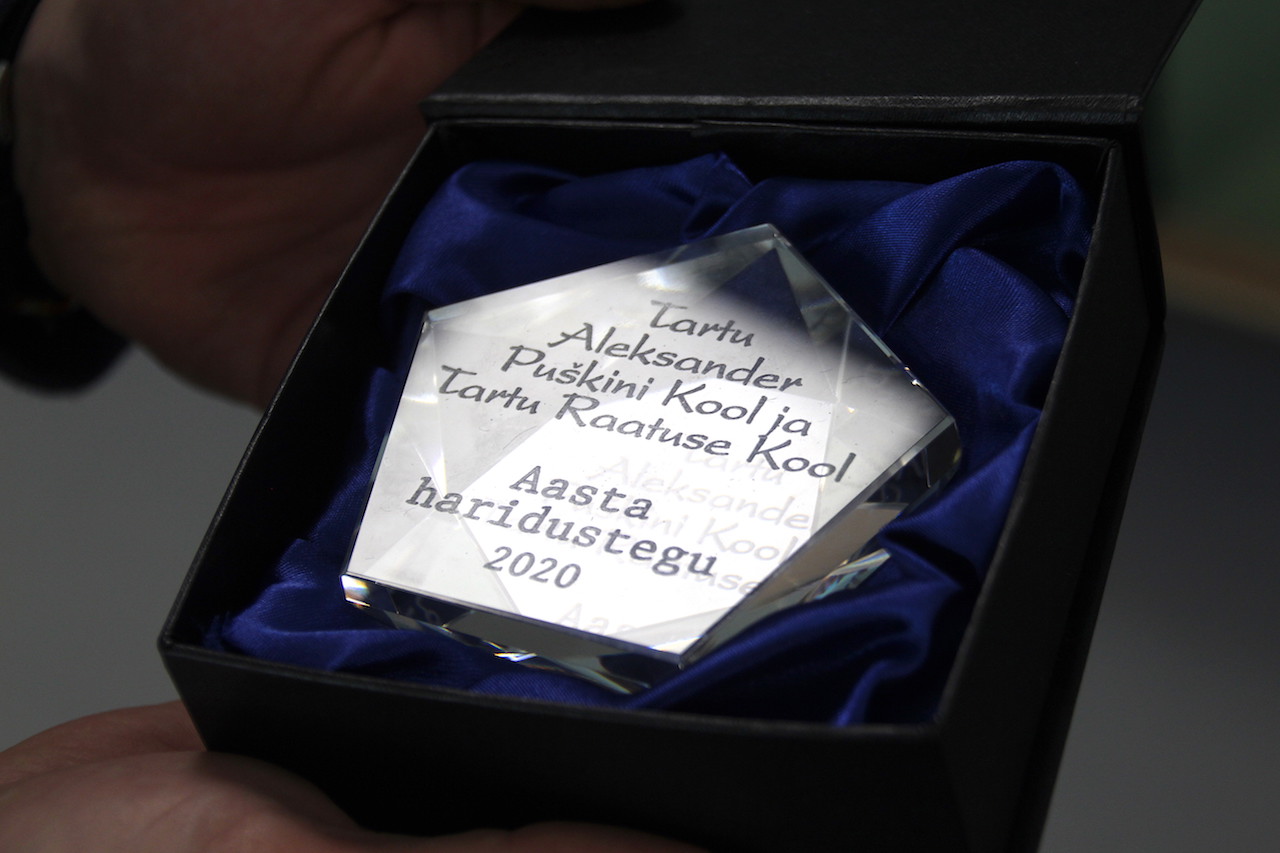 Tartu
Aleksander
Puškini Kool ja
Tartu Raatuse Kool
Aasta
haridustegu
2020